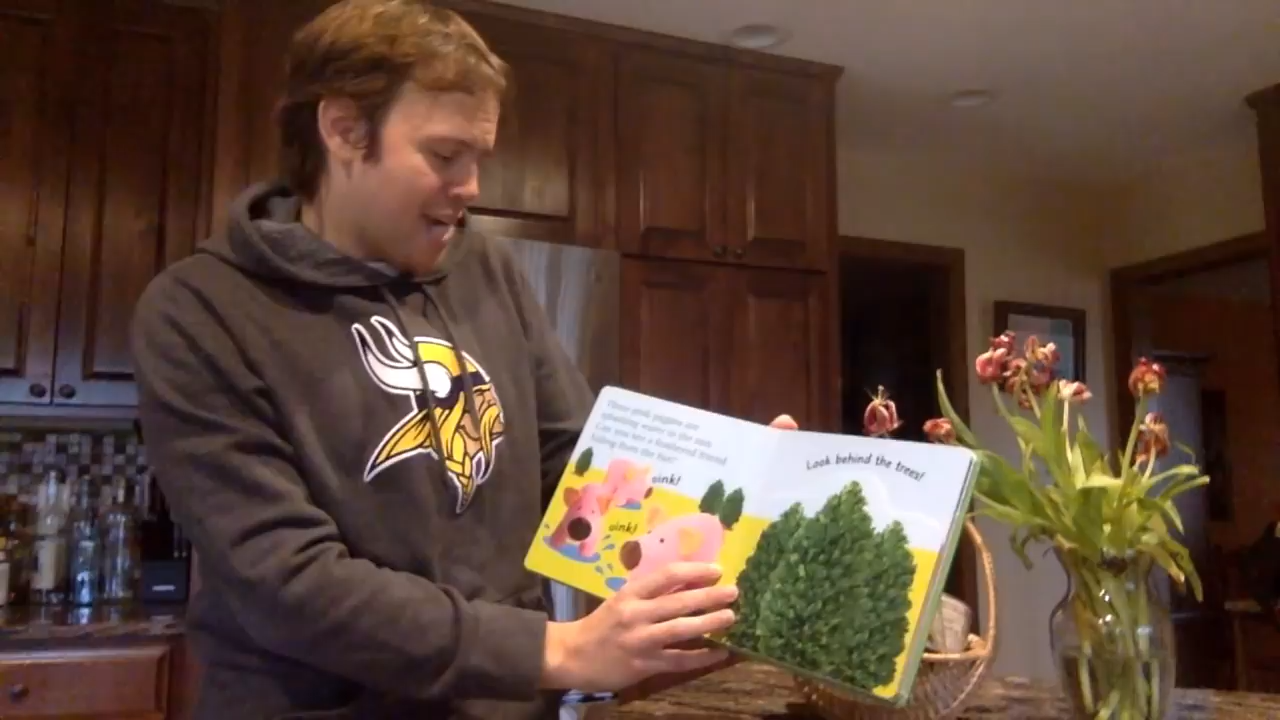 Three pink piggies are
splashing water in the sun.
Can you see a feathered friend
hiding from the fun?
oink!
oink!
Look behind the trees!